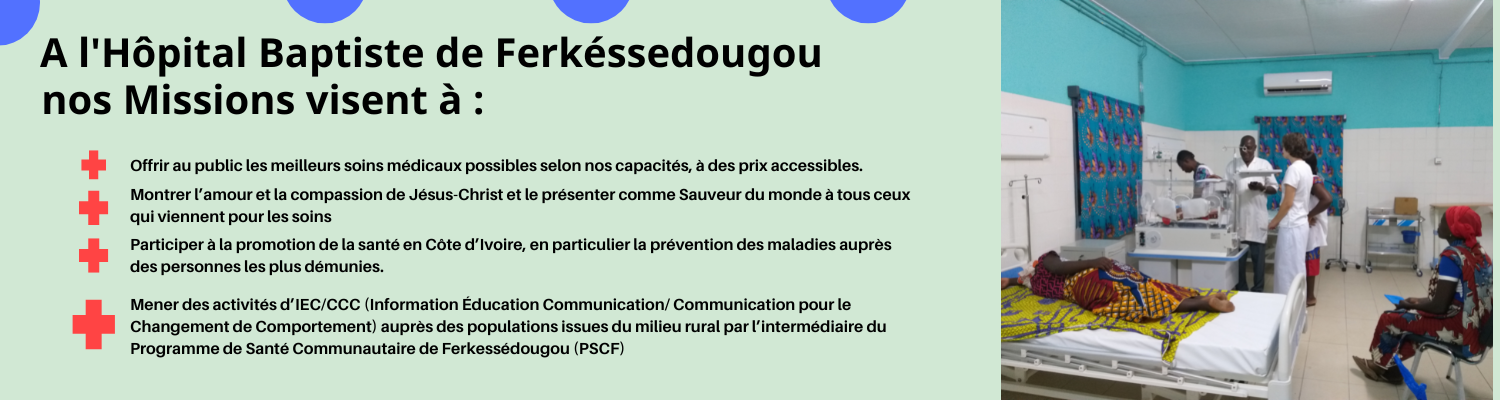 A l'Hôpital Baptiste de Ferkéssedougou
nos Missions visent à :
Offrir au public les meilleurs soins médicaux possibles selon nos capacités, à des prix accessibles.
Montrer l’amour et la compassion de Jésus-Christ et le présenter comme Sauveur du monde à tous ceux
qui viennent pour les soins
Participer à la promotion de la santé en Côte d’Ivoire, en particulier la prévention des maladies auprès
des personnes les plus démunies.
Mener des activités d’IEC/CCC (Information Éducation Communication/ Communication pour le
Changement de Comportement) auprès des populations issues du milieu rural par l’intermédiaire du
Programme de Santé Communautaire de Ferkessédougou (PSCF)